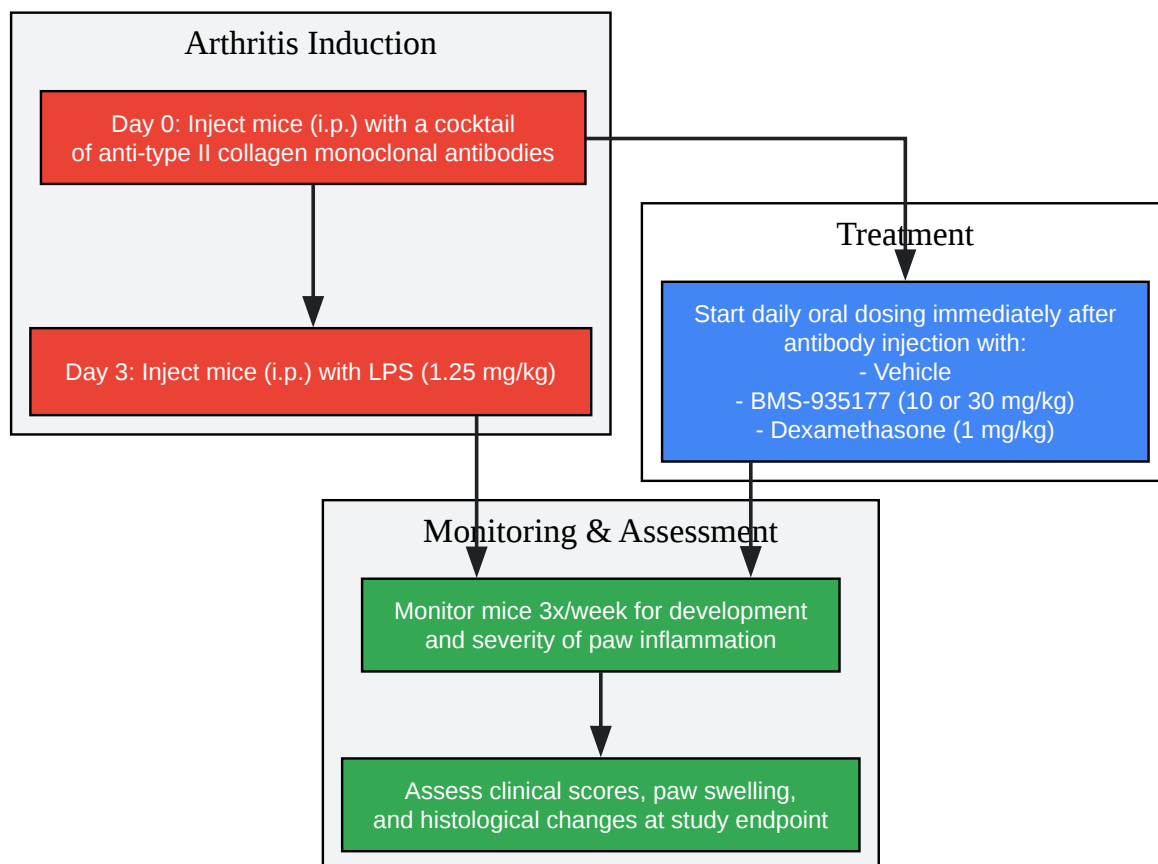 Arthritis Induction
Day 0: Inject mice (i.p.) with a cocktail
of anti-type II collagen monoclonal antibodies
Day 3: Inject mice (i.p.) with LPS (1.25 mg/kg)
Treatment
Start daily oral dosing immediately after
antibody injection with:
- Vehicle
- BMS-935177 (10 or 30 mg/kg)
- Dexamethasone (1 mg/kg)
Monitoring & Assessment
Monitor mice 3x/week for development
and severity of paw inflammation
Assess clinical scores, paw swelling,
and histological changes at study endpoint